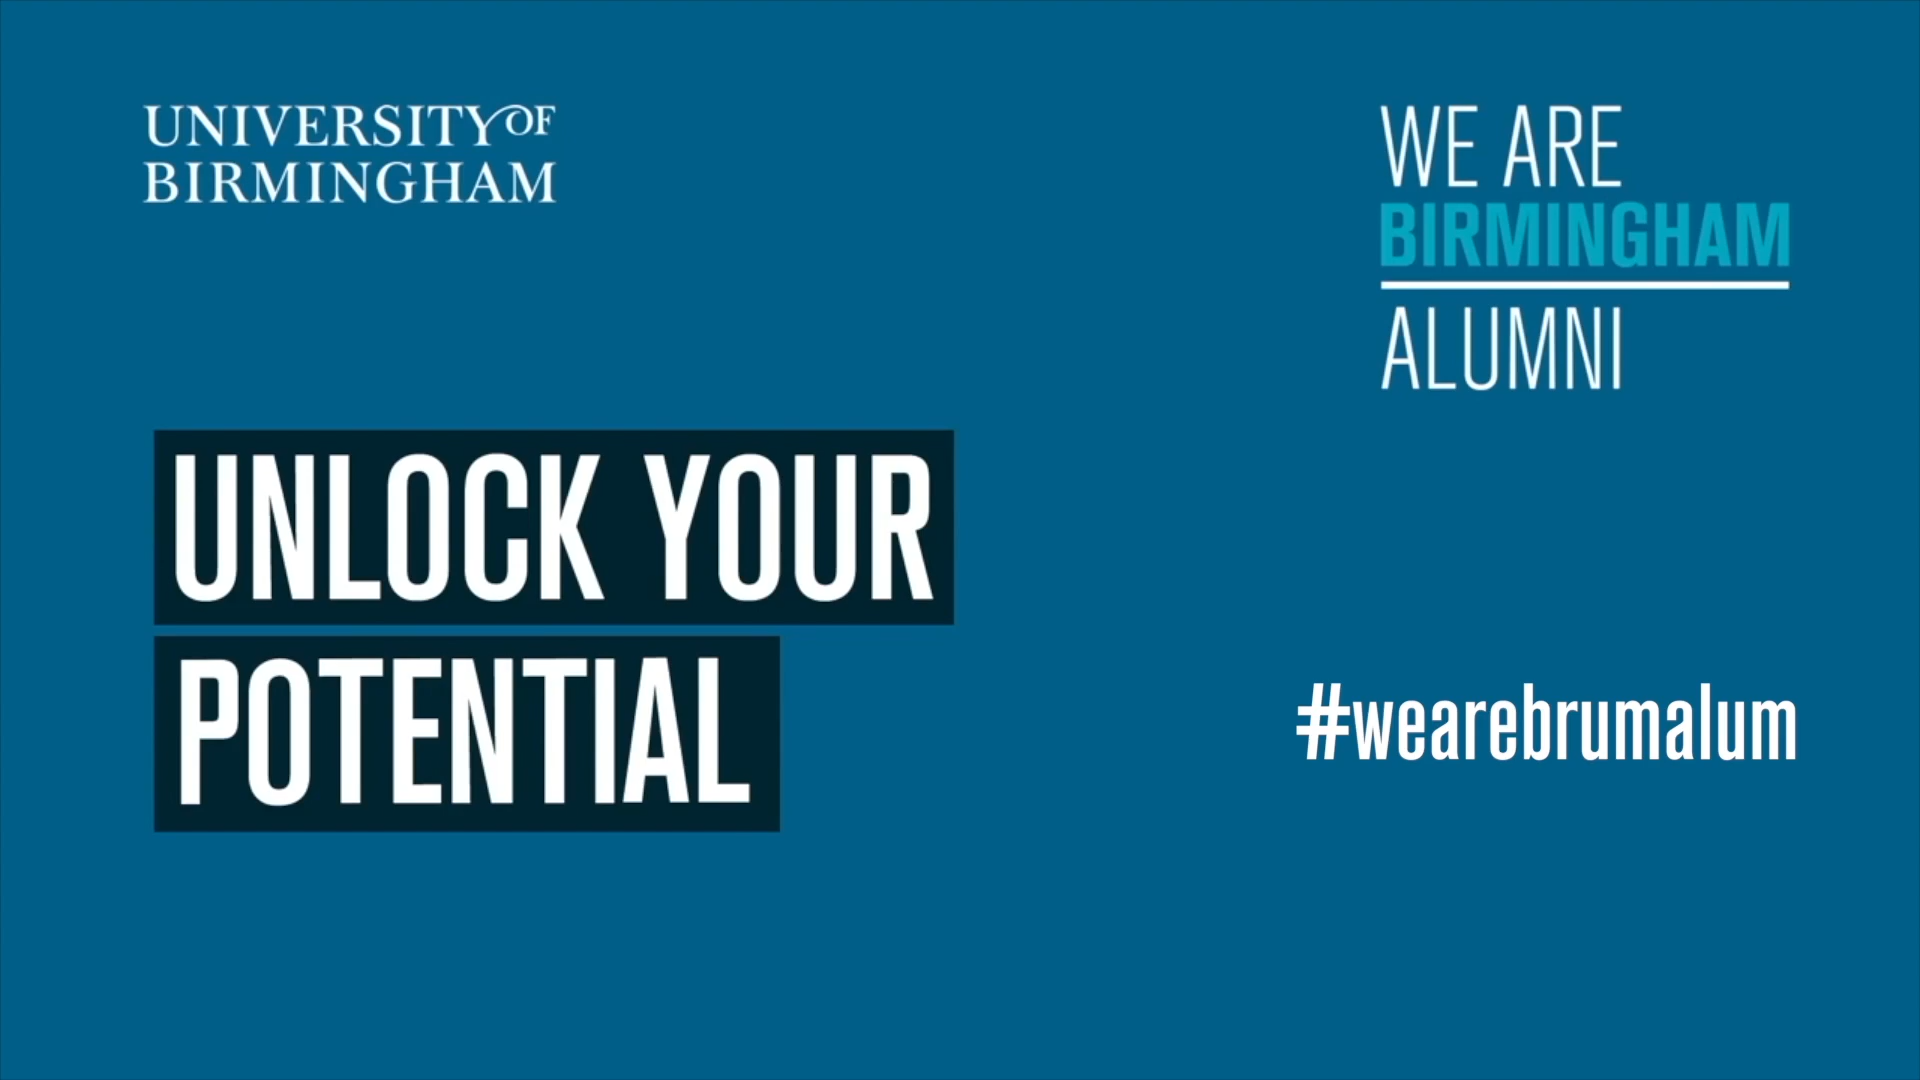 UNIVERSITY OF
BIRMINGHAM
WE ARE
BIRMINGHAM
ALUMNI
UNLOCK YOUR
POTENTIAL
#wearebrumalum